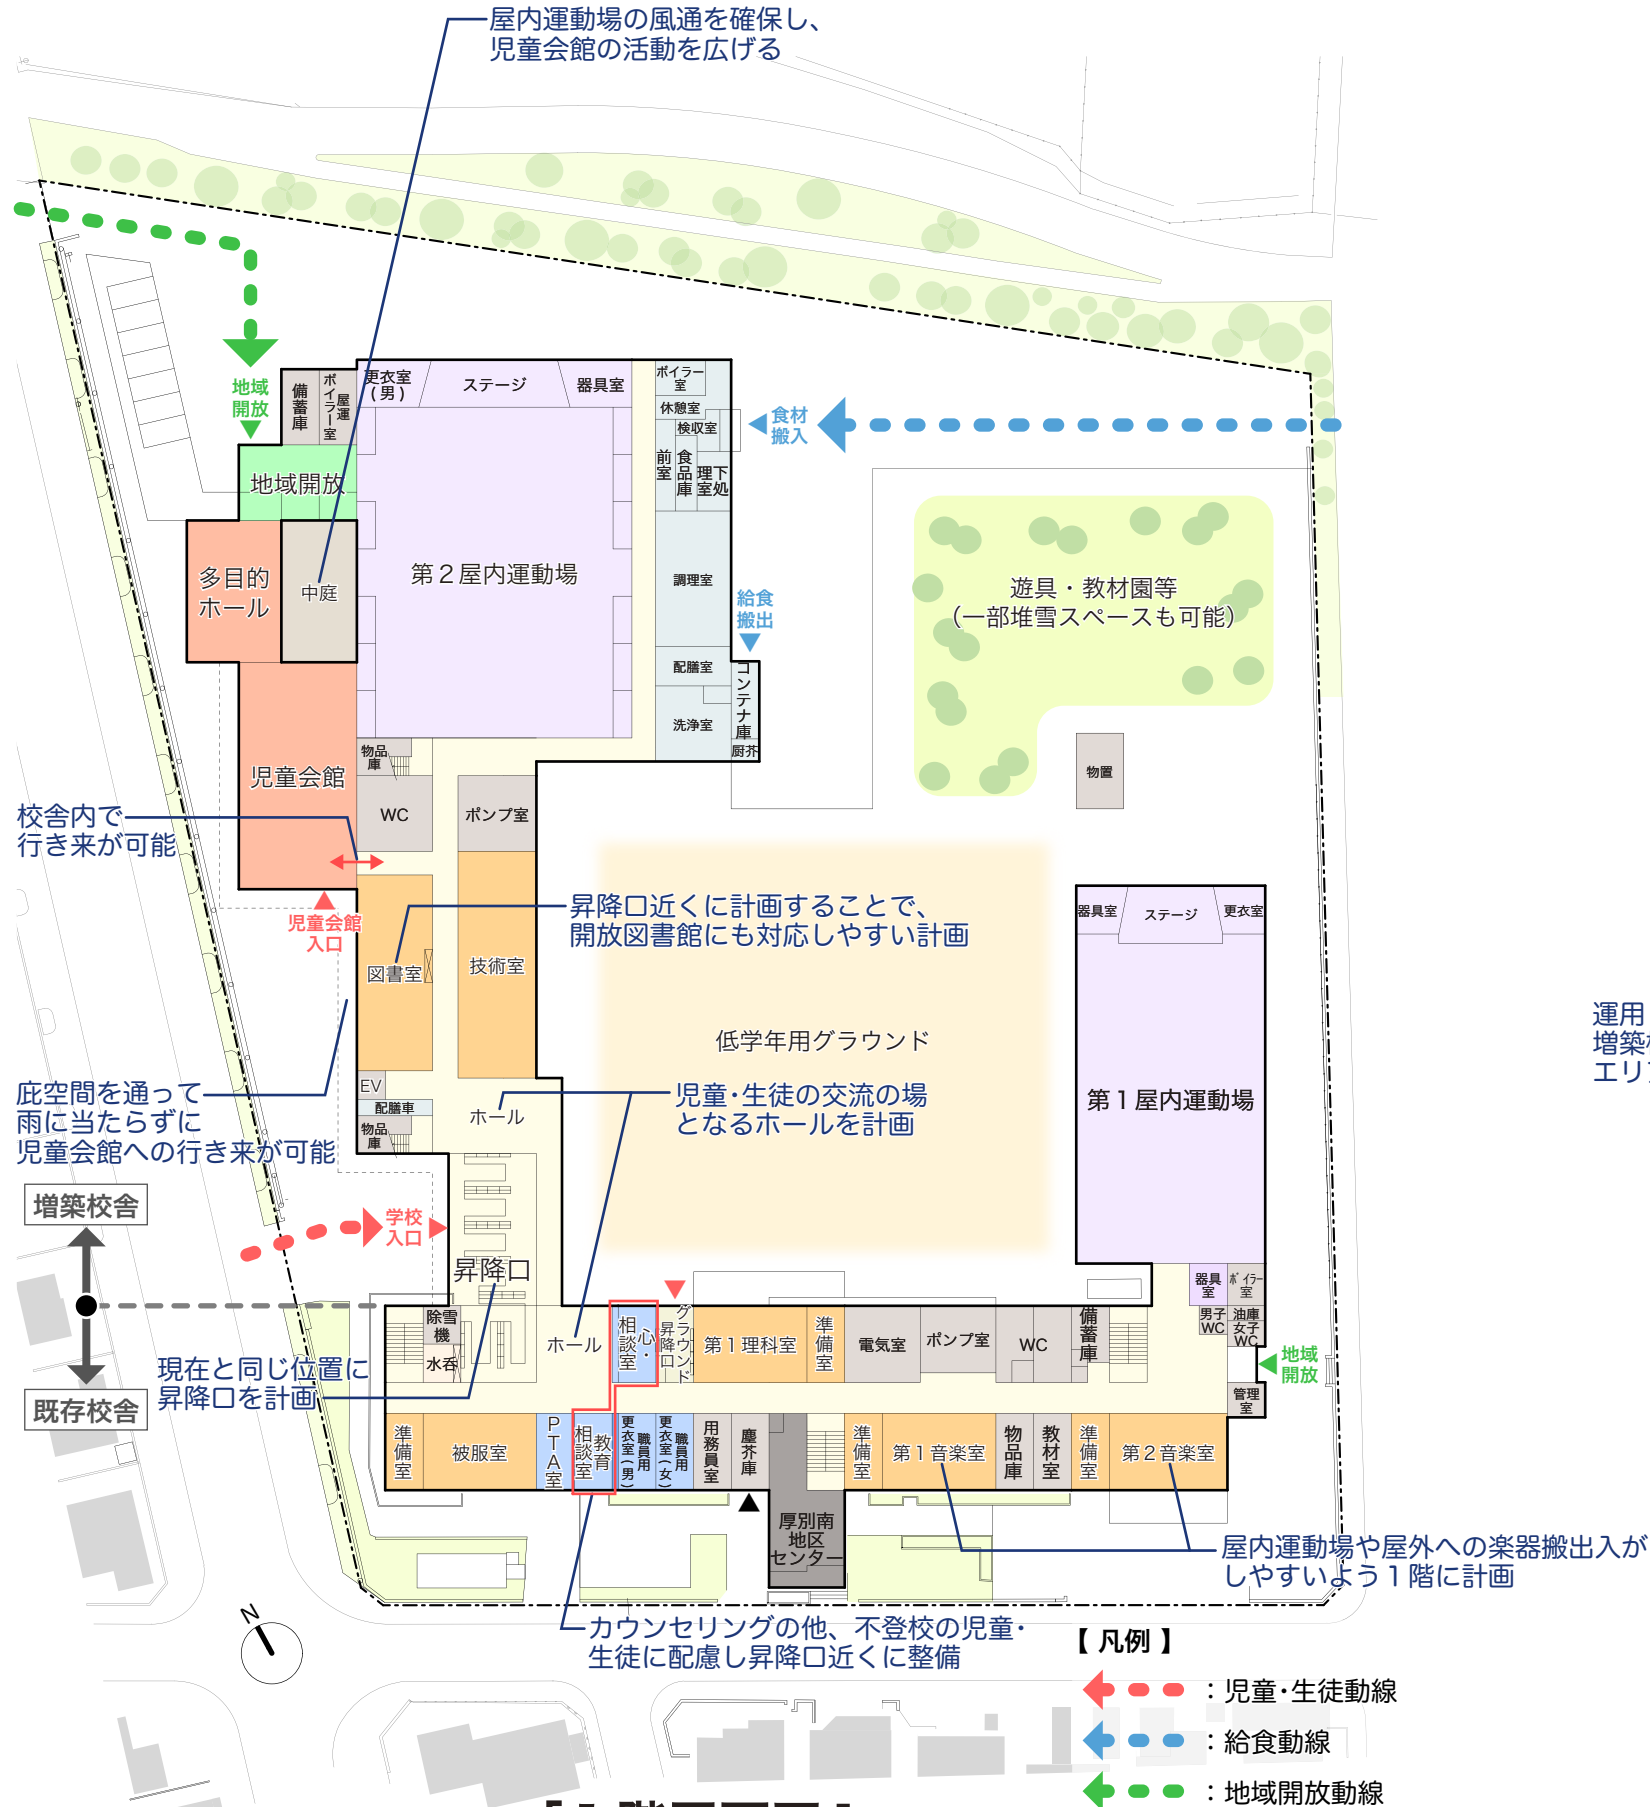 屋内運動場の風通を確保し、
児童会館の活動を広げる
地域
開放
備蓄庫
屋運
ボイラー室
更衣室
(男)
ステージ
器具室
ボイラー
室
休憩室
検収室
前室
食品庫
下処
理室
食材
搬入
地域開放
多目的
ホール
中庭
第2屋内運動場
調理室
給食
搬出
配膳室
コンテナ庫
洗浄室
厨芥
遊具・教材園等
(一部堆雪スペースも可能)
物置
物品
庫
児童会館
WC
ポンプ室
校舎内で
行き来が可能
児童会館
入口
昇降口近くに計画することで、
開放図書館にも対応しやすい計画
図書室
技術室
器具室
ステージ
更衣室
低学年用グラウンド
第1屋内運動場
運用
増築
エリ
EV
配膳車
物品
庫
ホール
児童・生徒の交流の場
となるホールを計画
庇空間を通って
雨に当たらずに
児童会館への行き来が可能
増築校舎
学校
入口
昇降口
既存校舎
現在と同じ位置に
昇降口を計画
除雪
機
水呑
ホール
心・
相談室
グラウンド
昇降口
第1理科室
準備室
電気室
ポンプ室
WC
備蓄庫
器具
室
ボイラー
室
男子
WC
油庫
女子
WC
地域
開放
管理
室
準備室
被服室
PTA室
教育
相談室
職員用
更衣室(男)
職員用
更衣室(女)
用務員室
塵芥庫
厚別南
地区
センター
準備室
第1音楽室
物品庫
教材室
準備室
第2音楽室
屋内運動場や屋外への楽器搬出入が
しやすいよう1階に計画
カウンセリングの他、不登校の児童・
生徒に配慮し昇降口近くに整備
N
【 凡例 】
：児童・生徒動線
：給食動線
：地域開放動線